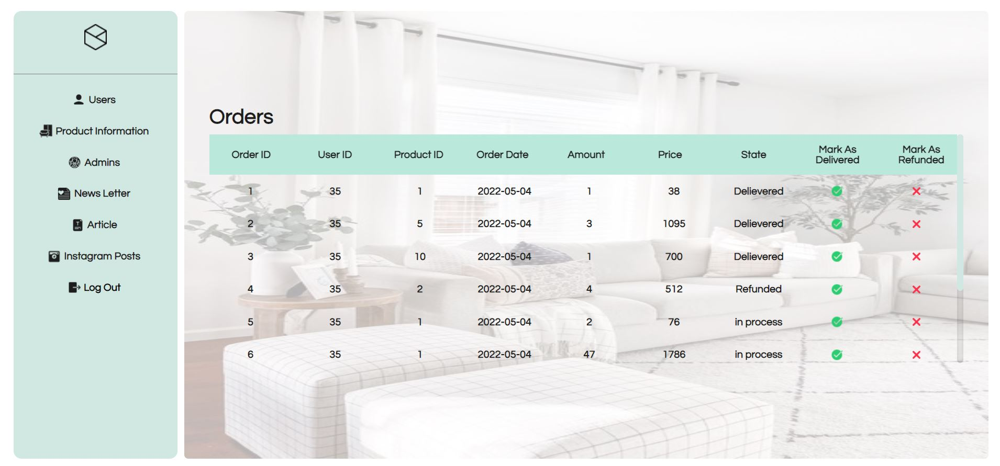 Users
Product Information
Admins
News Letter
Article
Instagram Posts
Log Out
Orders
Order ID User ID Product ID Order Date Amount Price State Mark As Delivered Mark As Refunded
1 35 1 2022-05-04 1 38 Delievered
2 35 5 2022-05-04 3 1095 Delievered
3 35 10 2022-05-04 1 700 Delievered
4 35 2 2022-05-04 4 512 Refunded
5 35 1 2022-05-04 2 76 in process
6 35 1 2022-05-04 47 1786 in process